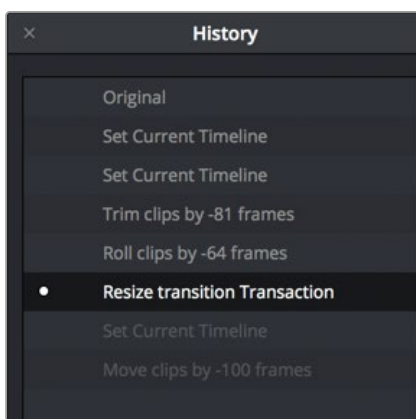 History
Original
Set Current Timeline
Set Current Timeline
Trim clips by -81 frames
Roll clips by -64 frames
Resize transition Transaction
Set Current Timeline
Move clips by -100 frames